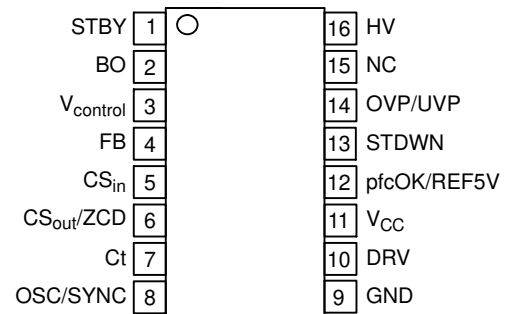 STBY 1 16 HV
BO 2 15 NC
Vcontrol 3 14 OVP/UVP
FB 4 13 STDWN
CSin 5 12 pfcOK/REF5V
CSout/ZCD 6 11 VCC
Ct 7 10 DRV
OSC/SYNC 8 9 GND